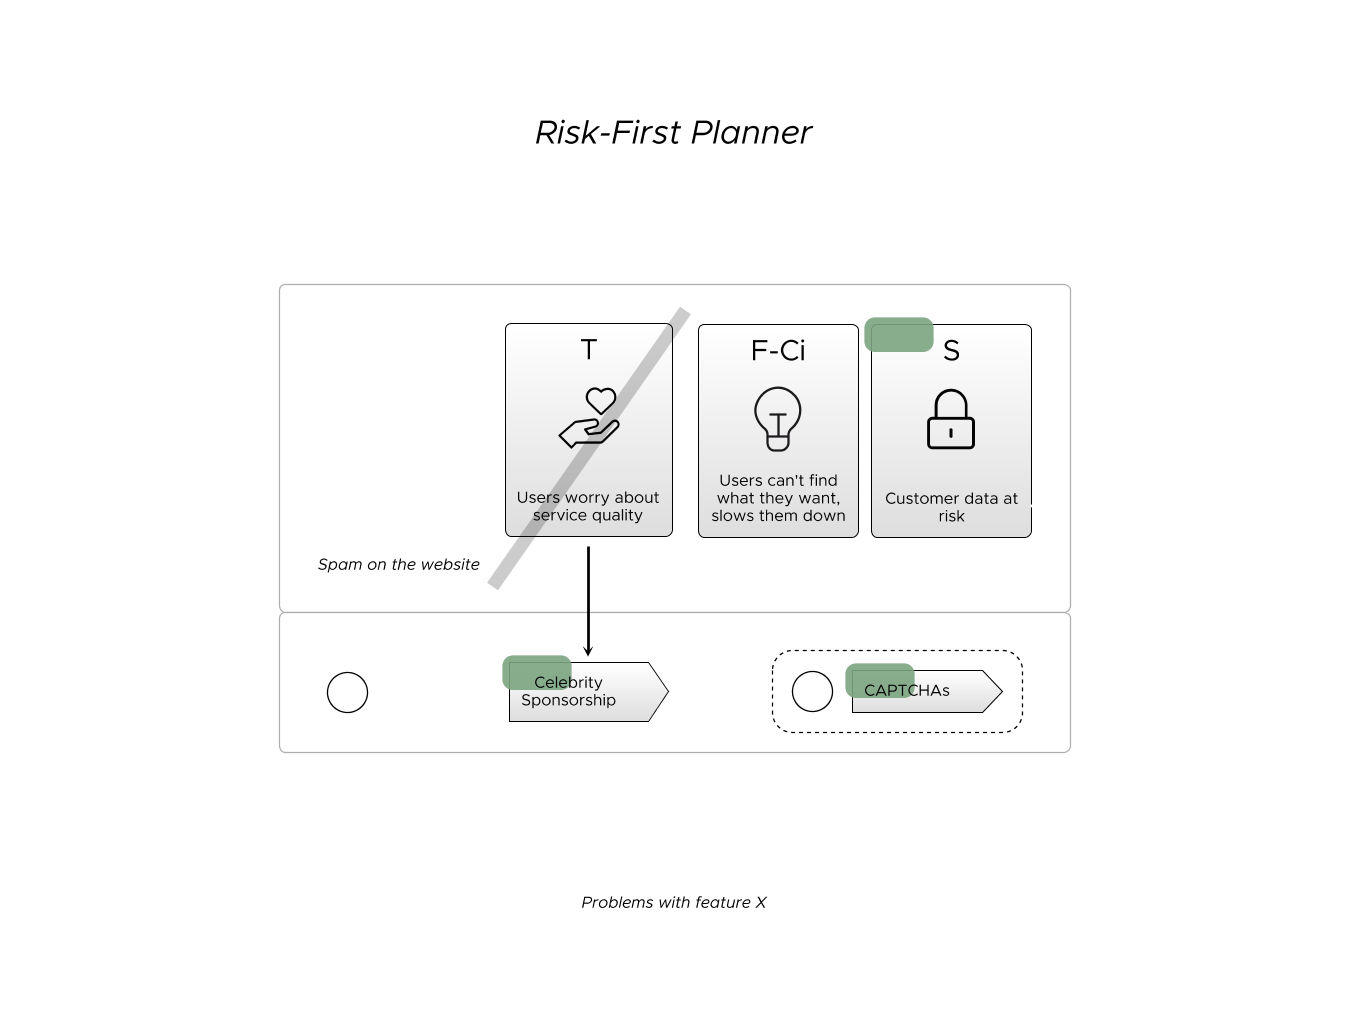 Risk-First Planner
T
Users worry about
service quality
F-Ci
Users can't find
what they want,
slows them down
S
Customer data at
risk
Spam on the website
Celebrity
Sponsorship
CAPTCHAs
Problems with feature X